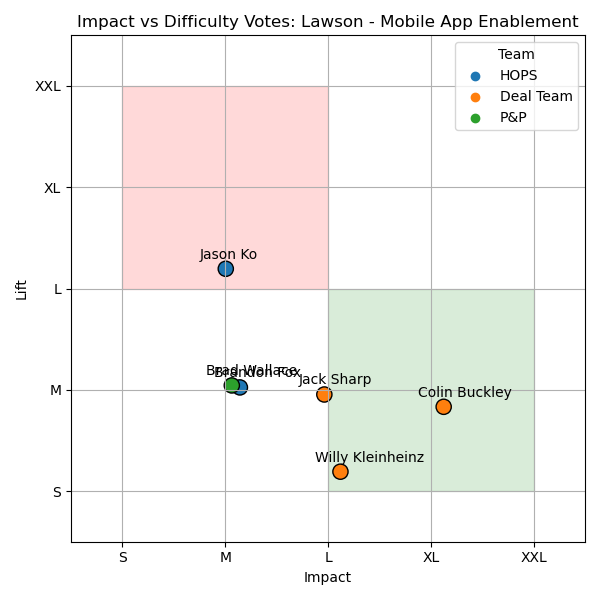 Impact vs Difficulty Votes: Lawson - Mobile App Enablement
Team
HOPS
Deal Team
P&P
XXL
XL
L
M
S
Lift
Jason Ko
Brad Wallace
Brandon Fox
Jack Sharp
Colin Buckley
Willy Kleinheinz
S
M
L
XL
XXL
Impact